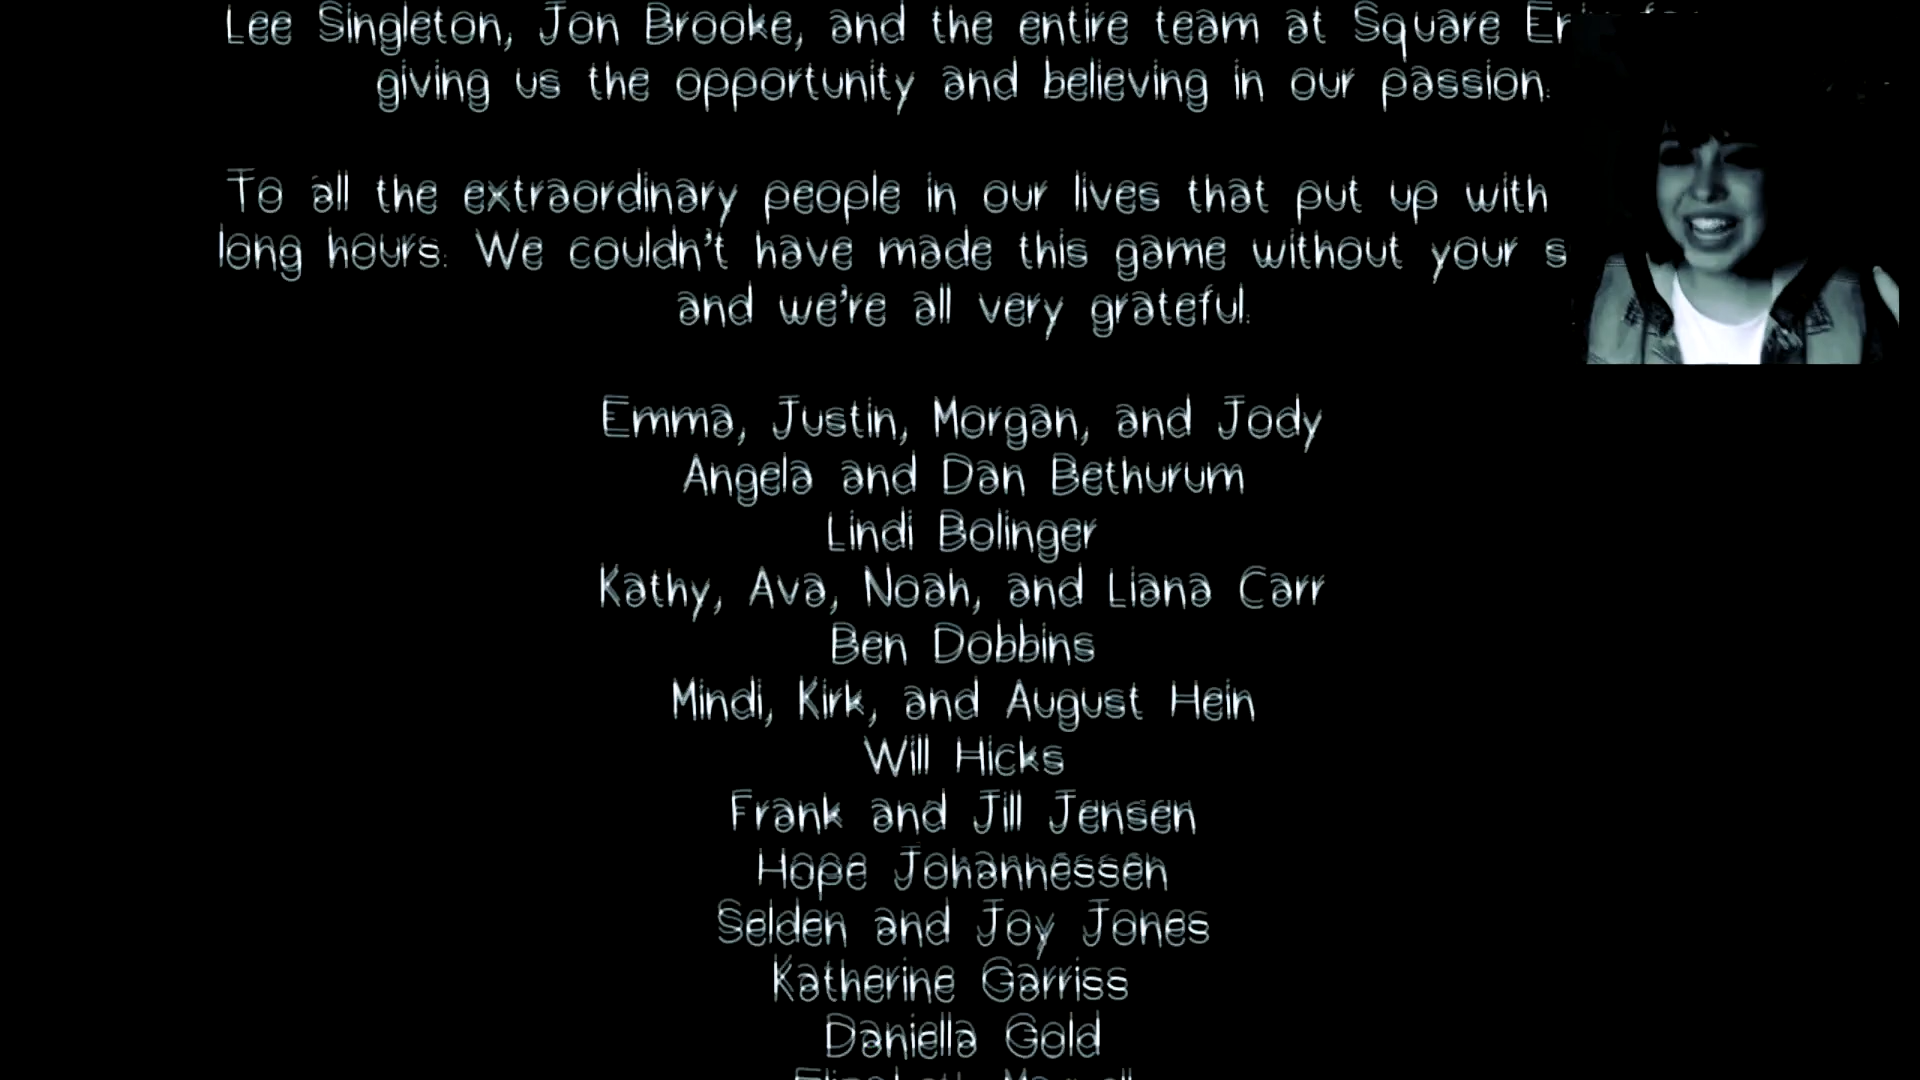 Lee Singleton, Jon Brooke, and the entire team at Square
giving us the opportunity and believing in our passion.
To all the extraordinary people in our lives that put up with
long hours. We couldn't have made this game without your
and we're all very grateful.
Emma, Justin, Morgan, and Jody
Angela and Dan Bethurum
Lindi Bolinger
Kathy, Ava, Noah, and Liana Carr
Ben Dobbins
Mindi, Kirk, and August Hein
Will Hicks
Frank and Jill Jensen
Hope Johannessen
Selden and Joy Jones
Katherine Garriss
Daniella Gold